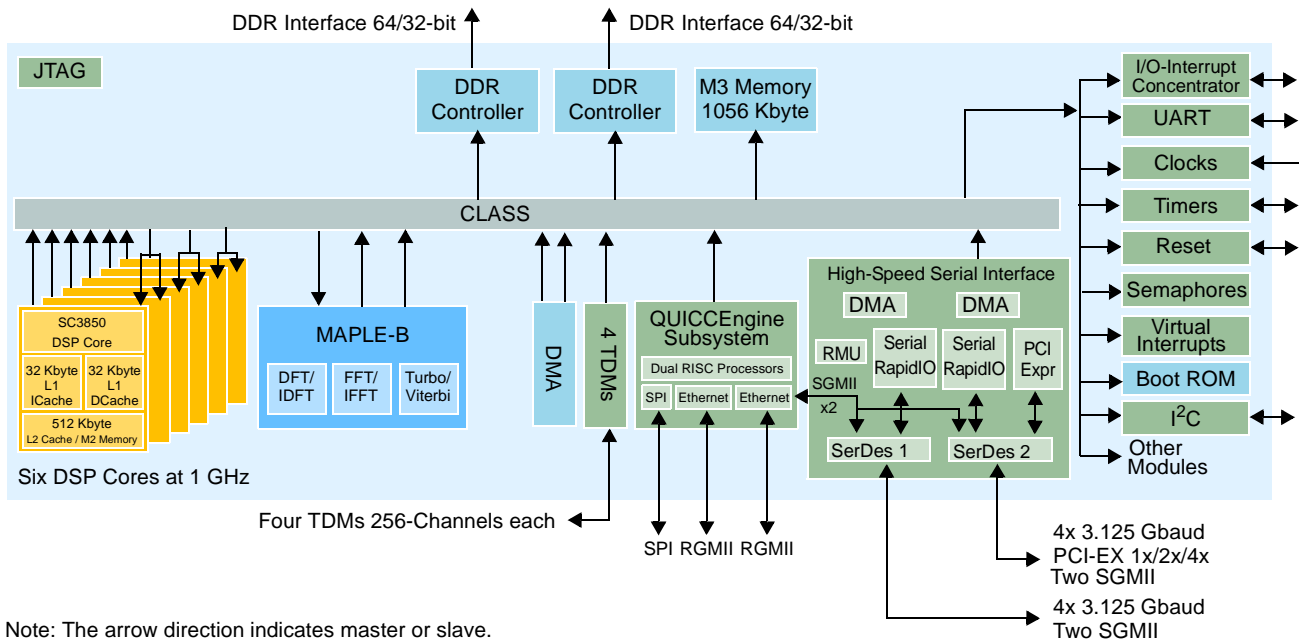 DDR Interface 64/32-bit
DDR Interface 64/32-bit
JTAG
DDR
Controller
DDR
Controller
M3 Memory
1056 Kbyte
I/O-Interrupt
Concentrator
UART
Clocks
Timers
Reset
Semaphores
Virtual
Interrupts
Boot ROM
I²C
Other
Modules
CLASS
SC3850
DSP Core
32 Kbyte
L1
ICache
32 Kbyte
L1
DCache
512 Kbyte
L2 Cache / M2 Memory
Six DSP Cores at 1 GHz
MAPLE-B
DFT/
IDFT
FFT/
IFFT
Turbo/
Viterbi
DMA
4 TDMs
QUICCEngine
Subsystem
Dual RISC Processors
SPI
Ethernet
Ethernet
High-Speed Serial Interface
DMA
DMA
RMU
Serial
RapidIO
Serial
RapidIO
PCI
Expr
SGMII
x2
SerDes 1
SerDes 2
Four TDMs 256-Channels each
SPI
RGMII
RGMII
4x 3.125 Gbaud
PCI-EX 1x/2x/4x
Two SGMII
4x 3.125 Gbaud
Two SGMII
Note: The arrow direction indicates master or slave.